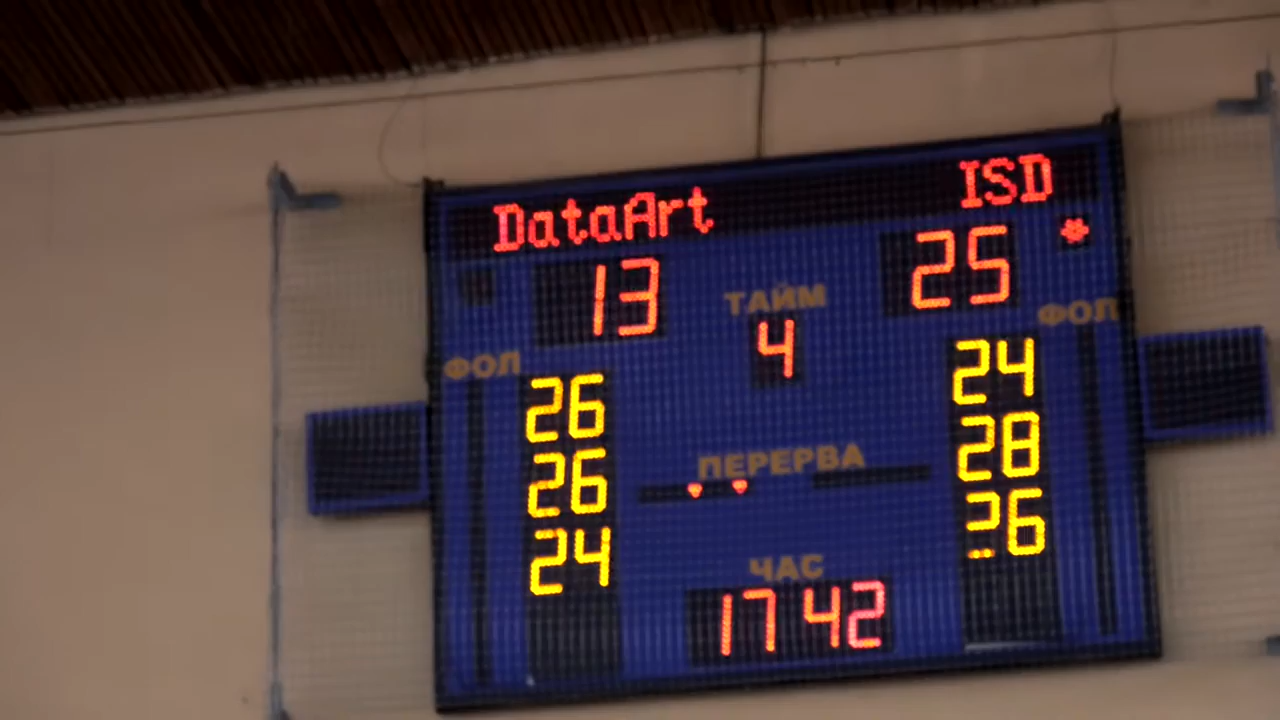 DataArt ISD
13 25
ТАЙМ
4
ФОЛ ФОЛ
26 24
26 28
ПЕРЕРВА
24 26
ЧАС
17 42